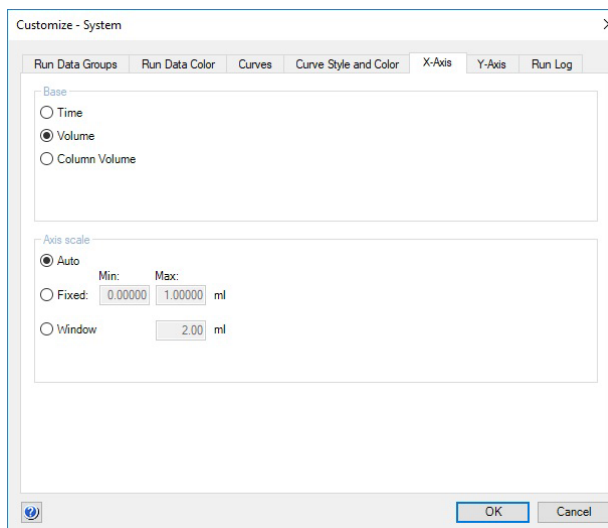 Customize - System
Run Data Groups Run Data Color Curves Curve Style and Color X-Axis Y-Axis Run Log
Base
Time
Volume
Column Volume
Axis scale
Auto
Min: Max:
Fixed: 0.00000 1.00000 ml
Window 2.00 ml
OK Cancel